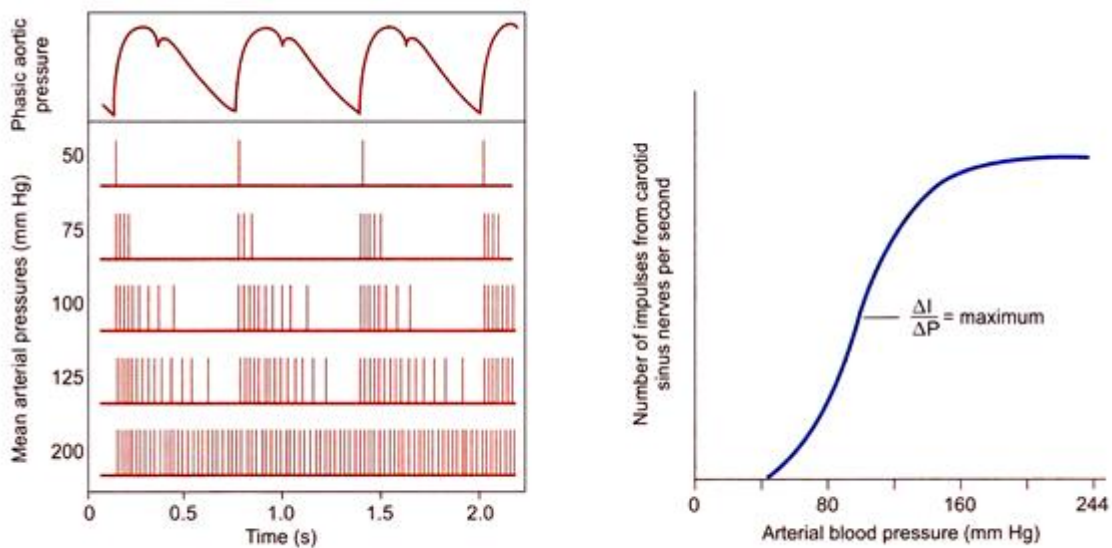 Phasic aortic
pressure
Mean arterial pressures (mm Hg)
50
75
100
125
200
0 0.5 1.0 1.5 2.0
Time (s)
Number of impulses from carotid
sinus nerves per second
ΔI
ΔP = maximum
0 80 160 244
Arterial blood pressure (mm Hg)